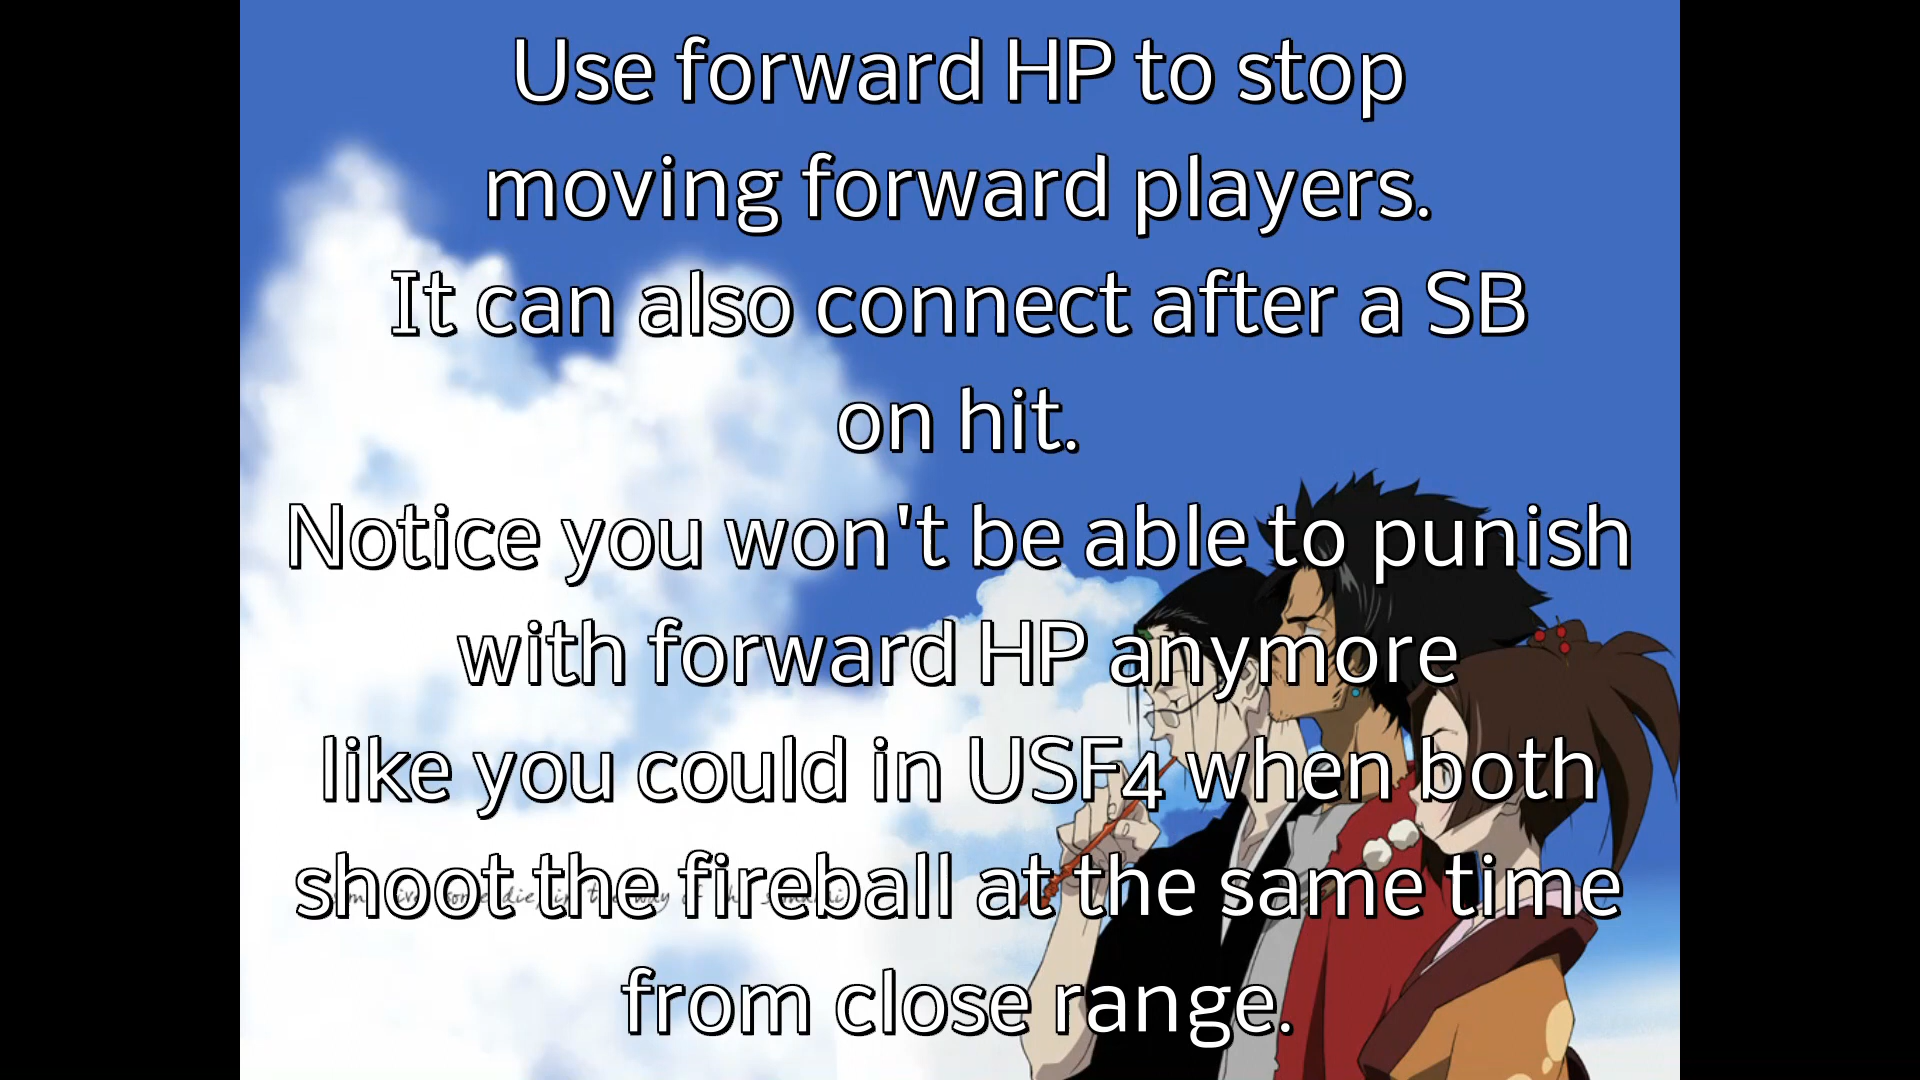 Use forward HP to stop
moving forward players.
It can also connect after a SB
on hit.
Notice you won't be able to punish
with forward HP anymore
like you could in USF4 when both
shoot the fireball at the same time
from close range.